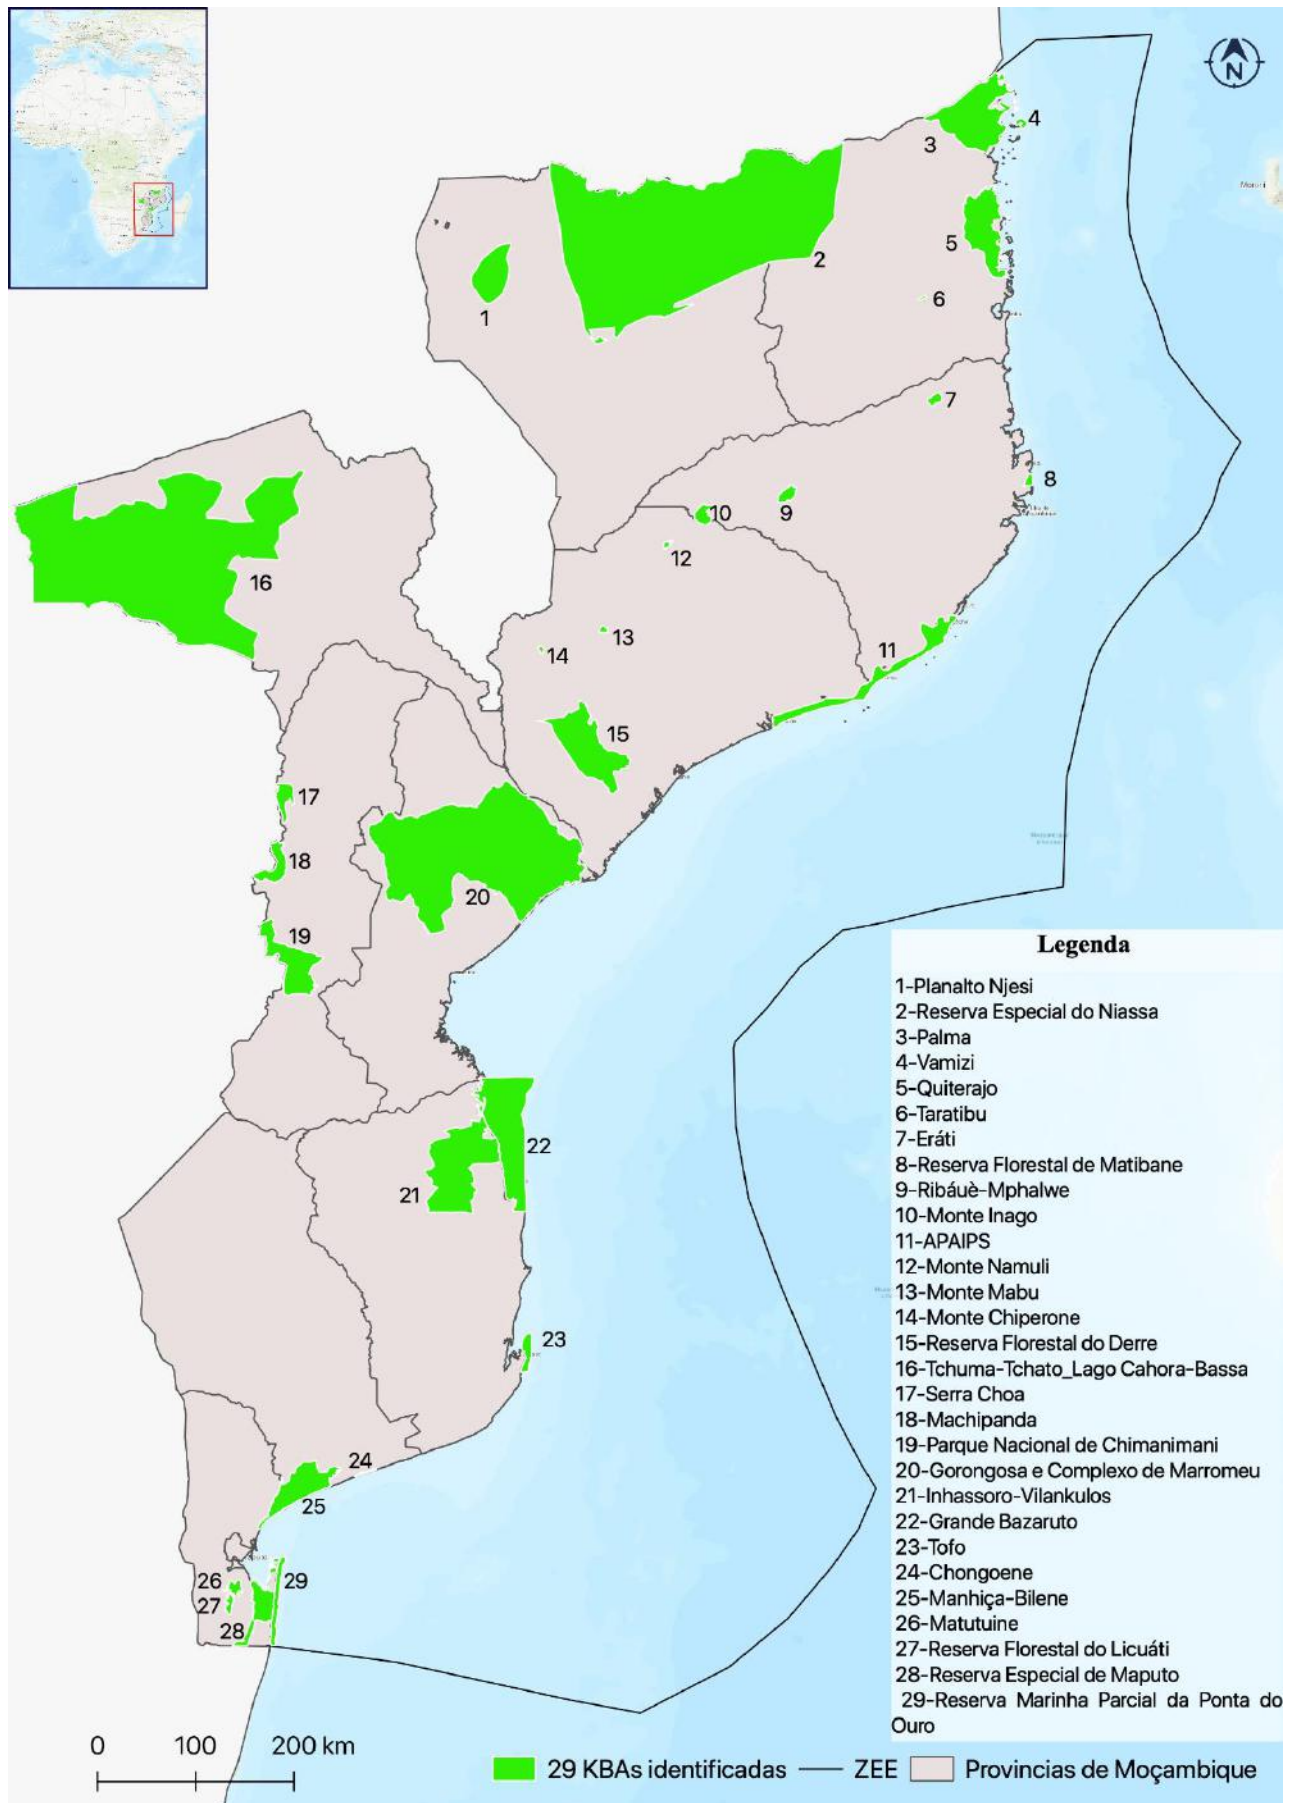 N
4
3
Moroni
5
2
6
1
7
8
10
9
12
16
13
11
14
15
17
18
20
19
Legenda
1-Planalto Njesi
2-Reserva Especial do Niassa
3-Palma
4-Vamizi
5-Quiterajo
6-Taratibu
7-Eráti
8-Reserva Florestal de Matibane
9-Ribáuè-Mphalwe
10-Monte Inago
11-APAIPS
12-Monte Namuli
13-Monte Mabu
14-Monte Chiperone
15-Reserva Florestal do Derre
16-Tchuma-Tchato_Lago Cahora-Bassa
17-Serra Choa
18-Machipanda
19-Parque Nacional de Chimanimani
20-Gorongosa e Complexo de Marromeu
21-Inhassoro-Vilankulos
22-Grande Bazaruto
23-Tofo
24-Chongoene
25-Manhiça-Bilene
26-Matutuine
27-Reserva Florestal do Licuáti
28-Reserva Especial de Maputo
29-Reserva Marinha Parcial da Ponta do
Ouro
22
21
23
24
25
26
29
27
28
0 100 200 km
29 KBAs identificadas
ZEE
Provincias de Moçambique